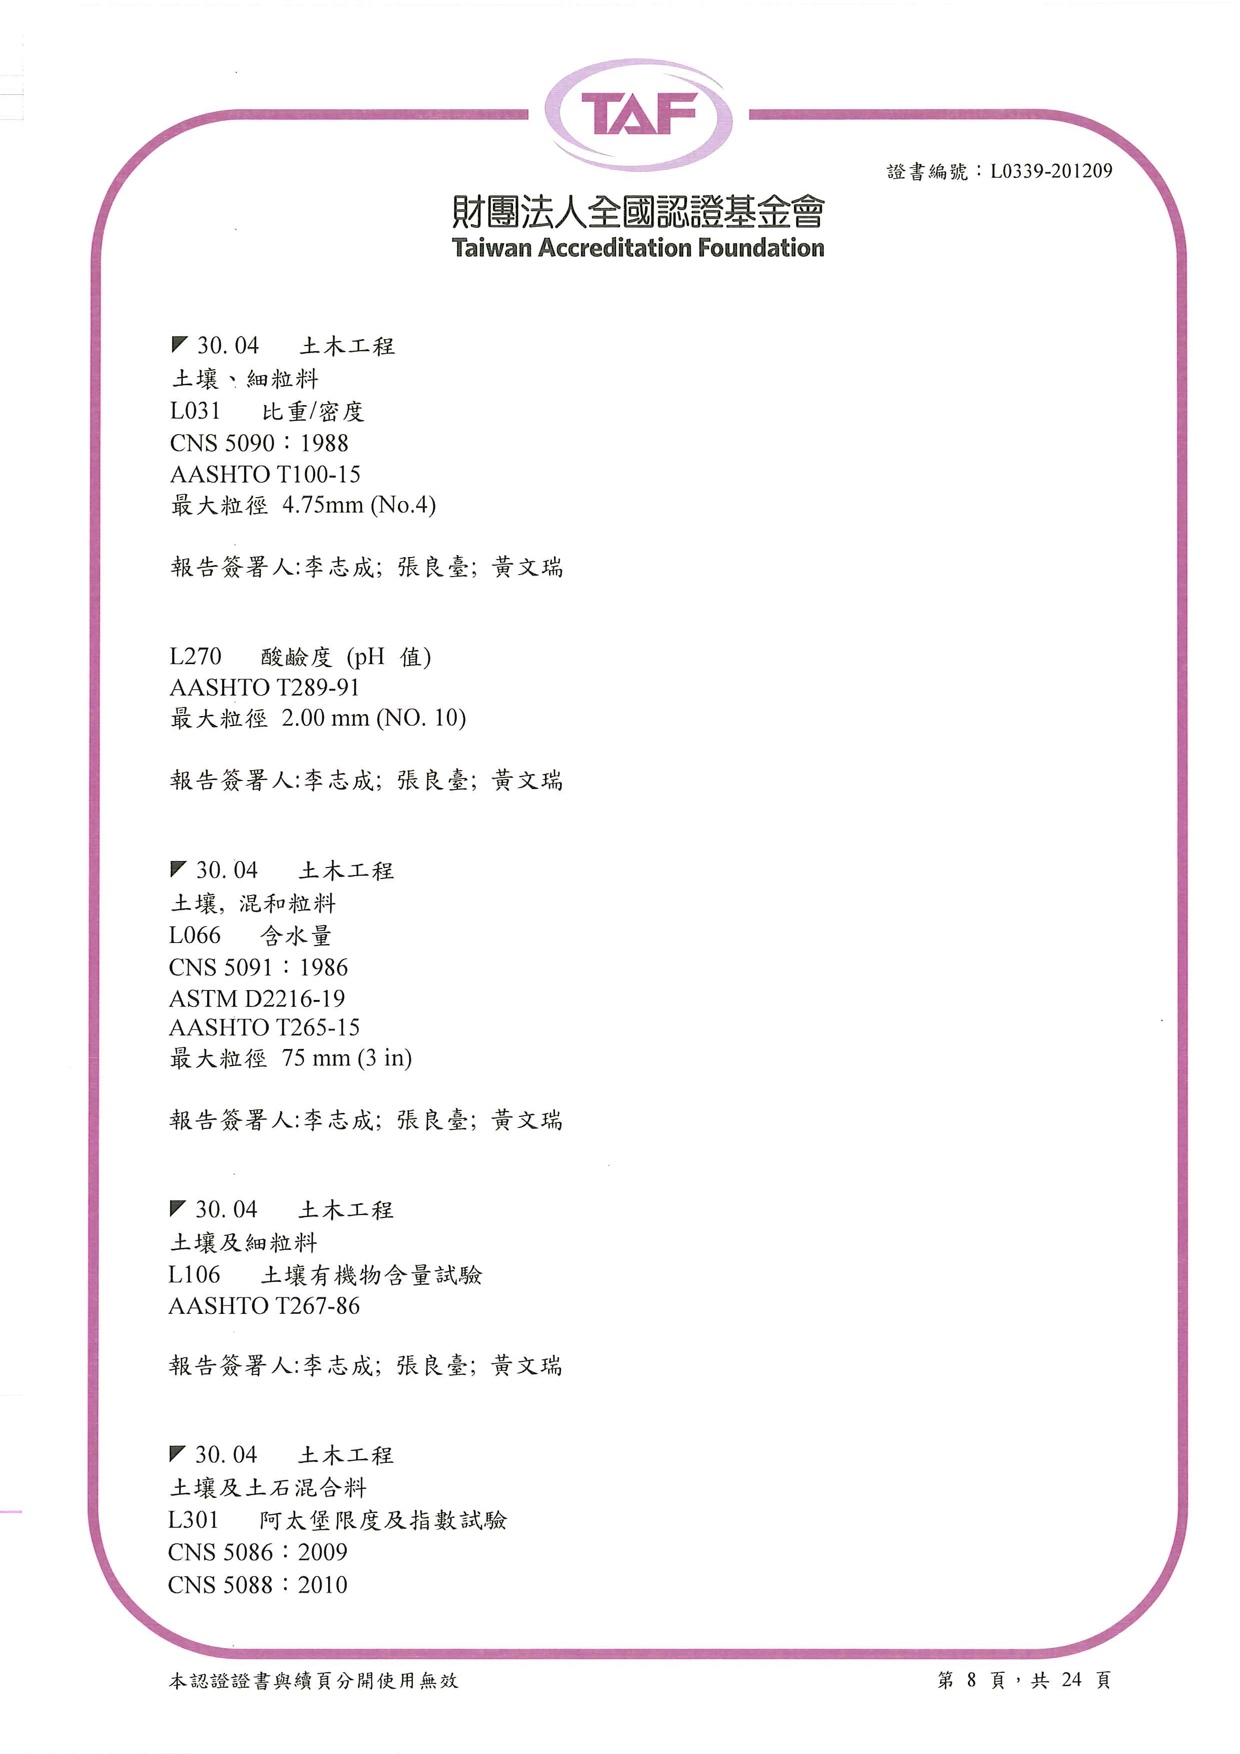 TAF
證書編號：L0339-201209
財團法人全國認證基金會
Taiwan Accreditation Foundation
30.04 土木工程
土壤、細粒料
L031 比重/密度
CNS 5090：1988
AASHTO T100-15
最大粒徑 4.75mm (No.4)
報告簽署人:李志成; 張良臺; 黃文瑞
L270 酸鹼度 (pH 值)
AASHTO T289-91
最大粒徑 2.00 mm (NO. 10)
報告簽署人:李志成; 張良臺; 黃文瑞
30.04 土木工程
土壤, 混和粒料
L066 含水量
CNS 5091：1986
ASTM D2216-19
AASHTO T265-15
最大粒徑 75 mm (3 in)
報告簽署人:李志成; 張良臺; 黃文瑞
30.04 土木工程
土壤及細粒料
L106 土壤有機物含量試驗
AASHTO T267-86
報告簽署人:李志成; 張良臺; 黃文瑞
30.04 土木工程
土壤及土石混合料
L301 阿太堡限度及指數試驗
CNS 5086：2009
CNS 5088：2010
本認證證書與續頁分開使用無效
第 8 頁，共 24 頁